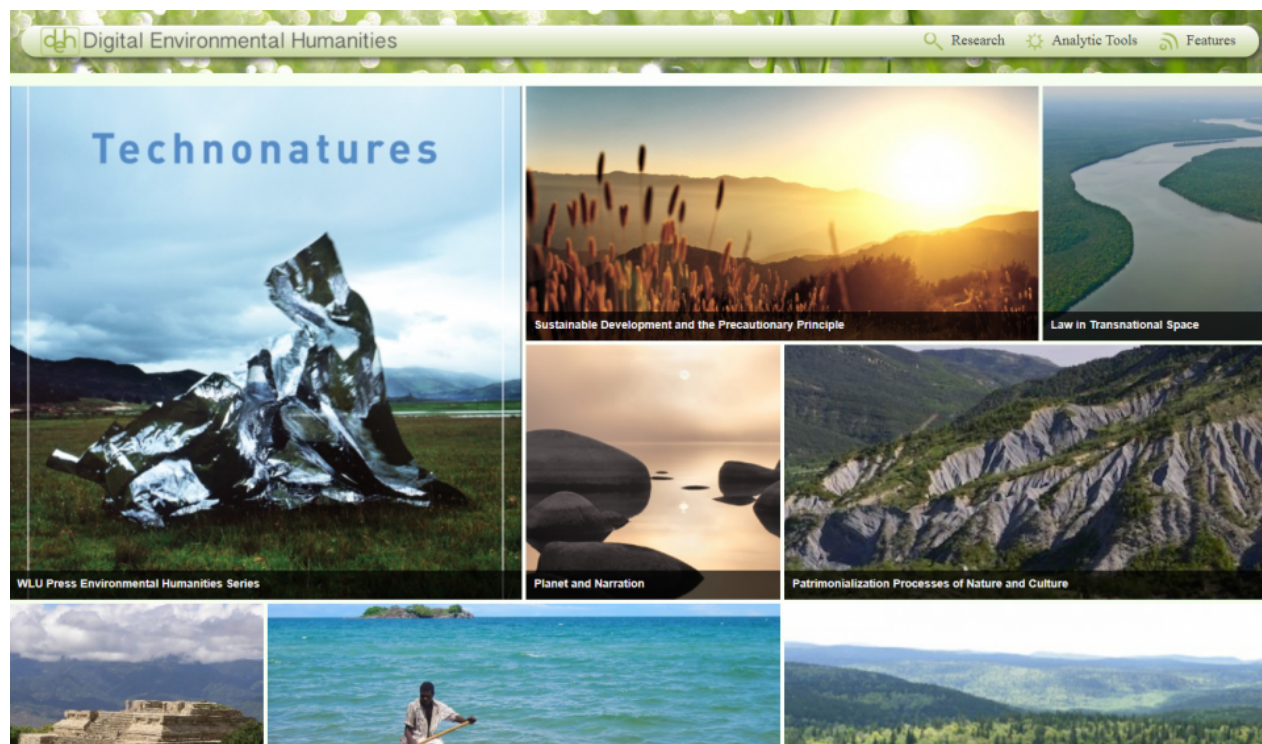 deh Digital Environmental Humanities
Research Analytic Tools Features
Technonatures
Sustainable Development and the Precautionary Principle
Law in Transnational Space
WLU Press Environmental Humanities Series
Planet and Narration
Patrimonialization Processes of Nature and Culture